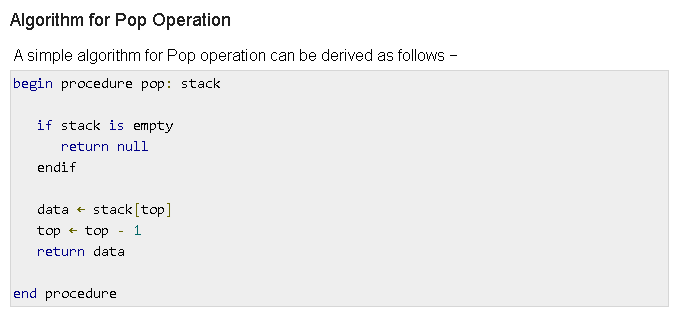 Algorithm for Pop Operation
A simple algorithm for Pop operation can be derived as follows −
begin procedure pop: stack
if stack is empty
return null
endif
data ← stack[top]
top ← top - 1
return data
end procedure